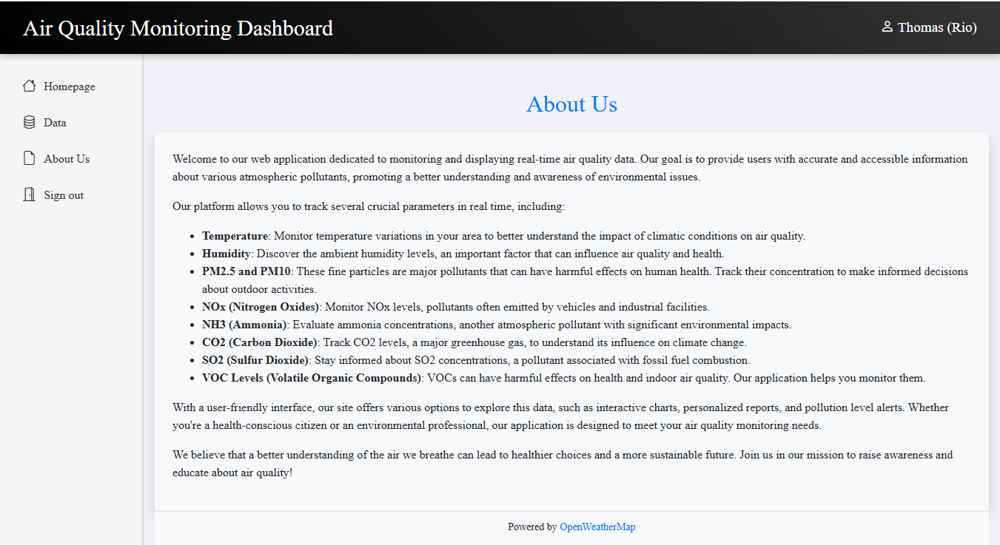 Air Quality Monitoring Dashboard
Thomas (Rio)
Homepage
Data
About Us
Sign out
About Us
Welcome to our web application dedicated to monitoring and displaying real-time air quality data. Our goal is to provide users with accurate and accessible information
about various atmospheric pollutants, promoting a better understanding and awareness of environmental issues.
Our platform allows you to track several crucial parameters in real time, including:
• Temperature: Monitor temperature variations in your area to better understand the impact of climatic conditions on air quality.
• Humidity: Discover the ambient humidity levels, an important factor that can influence air quality and health.
• PM2.5 and PM10: These fine particles are major pollutants that can have harmful effects on human health. Track their concentration to make informed decisions
about outdoor activities.
• NOx (Nitrogen Oxides): Monitor NOx levels, pollutants often emitted by vehicles and industrial facilities.
• NH3 (Ammonia): Evaluate ammonia concentrations, another atmospheric pollutant with significant environmental impacts.
• CO2 (Carbon Dioxide): Track CO2 levels, a major greenhouse gas, to understand its influence on climate change.
• SO2 (Sulfur Dioxide): Stay informed about SO2 concentrations, a pollutant associated with fossil fuel combustion.
• VOC Levels (Volatile Organic Compounds): VOCs can have harmful effects on health and indoor air quality. Our application helps you monitor them.
With a user-friendly interface, our site offers various options to explore this data, such as interactive charts, personalized reports, and pollution level alerts. Whether
you're a health-conscious citizen or an environmental professional, our application is designed to meet your air quality monitoring needs.
We believe that a better understanding of the air we breathe can lead to healthier choices and a more sustainable future. Join us in our mission to raise awareness and
educate about air quality!
Powered by OpenWeatherMap